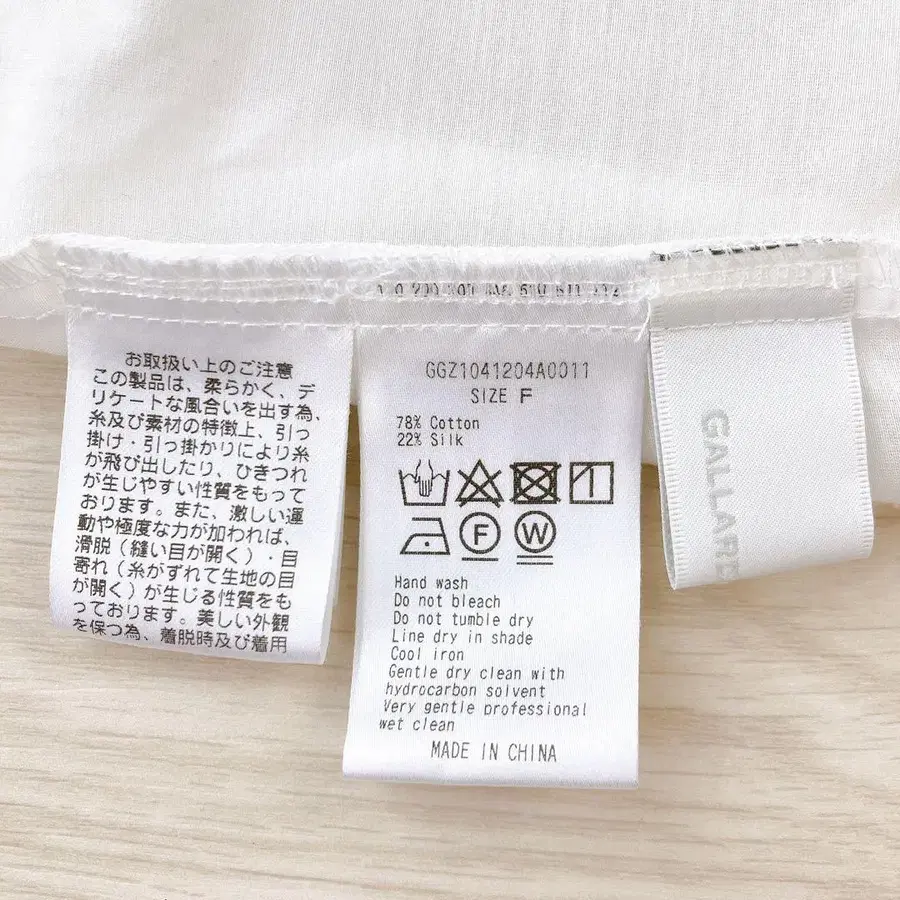 お取扱い上のご注意
この製品は、柔らかく、デ
リケートな風合いを出す為、
糸及び素材の特徴上、引っ
掛け・引っ掛かりにより糸
が飛び出したり、ひきつれ
が生じやすい性質をもって
おります。また、激しい運
動や極度な力が加われば、
滑脱(縫い目が開く)・目
寄れ(糸がずれて生地の目
が開く)が生じる性質をも
っております。美しい外観
を保つ為、着脱時及び着用
GGZ1041204A0011
SIZE F
78% Cotton
22% Silk
F
W
Hand wash
Do not bleach
Do not tumble dry
Line dry in shade
Cool iron
Gentle dry clean with
hydrocarbon solvent
Very gentle professional
wet clean
MADE IN CHINA